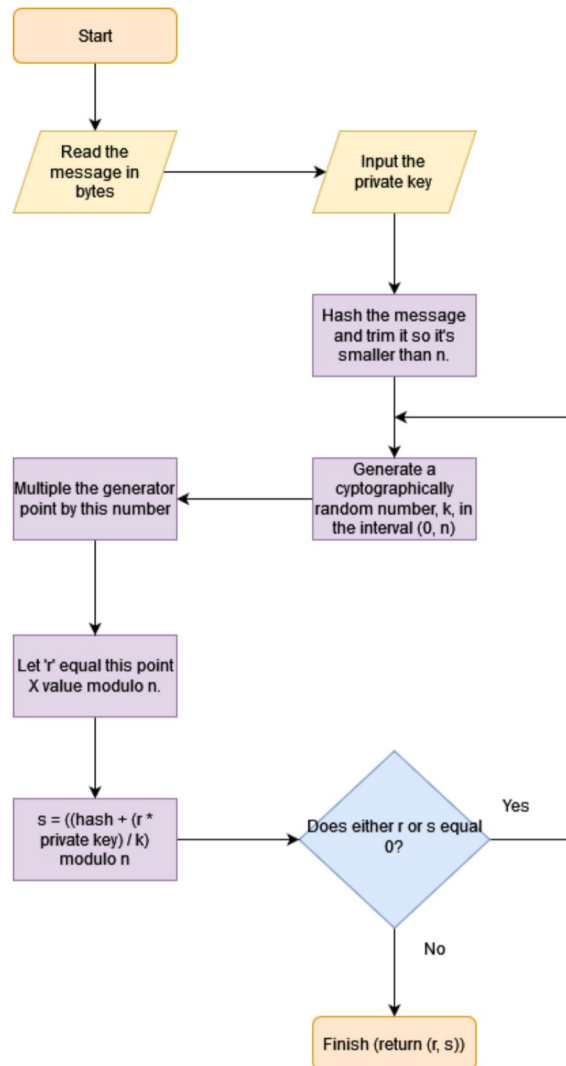 Start
Read the
message in
bytes
Input the
private key
Hash the message
and trim it so it's
smaller than n.
Generate a
cyptographically
random number, k, in
the interval (0, n)
Multiple the generator
point by this number
Let 'r' equal this point
X value modulo n.
s = ((hash + (r *
private key) / k)
modulo n
Does either r or s equal
0?
Yes
No
Finish (return (r, s))